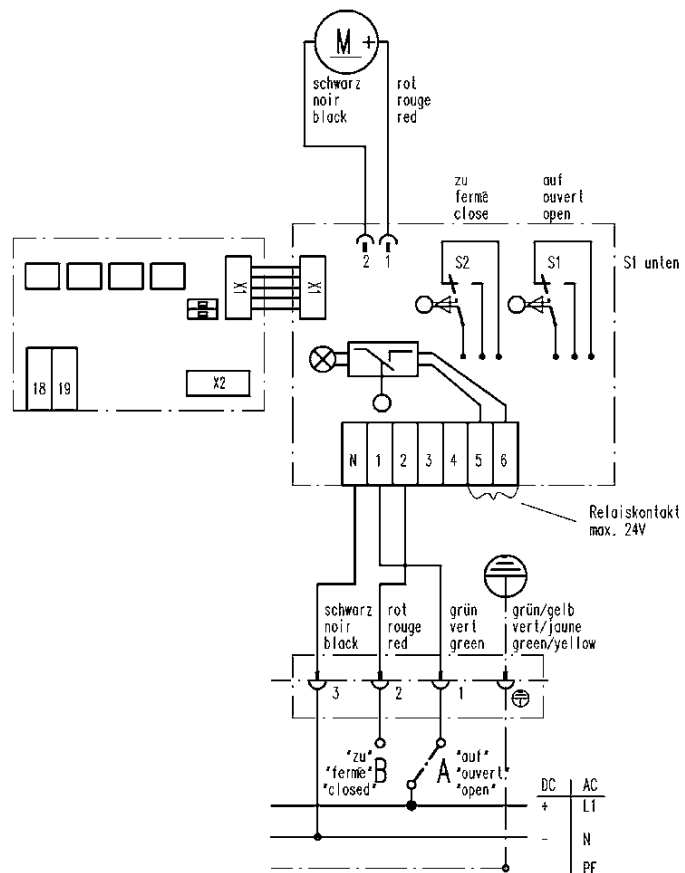 M +
schwarz
noir
black
rot
rouge
red
zu
fermé
close
auf
ouvert
open
2 1
S2
S1
S1 unten
X1
X1
18 19
X2
N 1 2 3 4 5 6
Relaiskontakt
max. 24V
schwarz
noir
black
rot
rouge
red
grün
vert
green
grün/gelb
vert/jaune
green/yellow
3 2 1
"zu"
"fermé"
"closed"
B
A
"auf"
"ouvert"
"open"
DC AC
+ L1
- N
PE